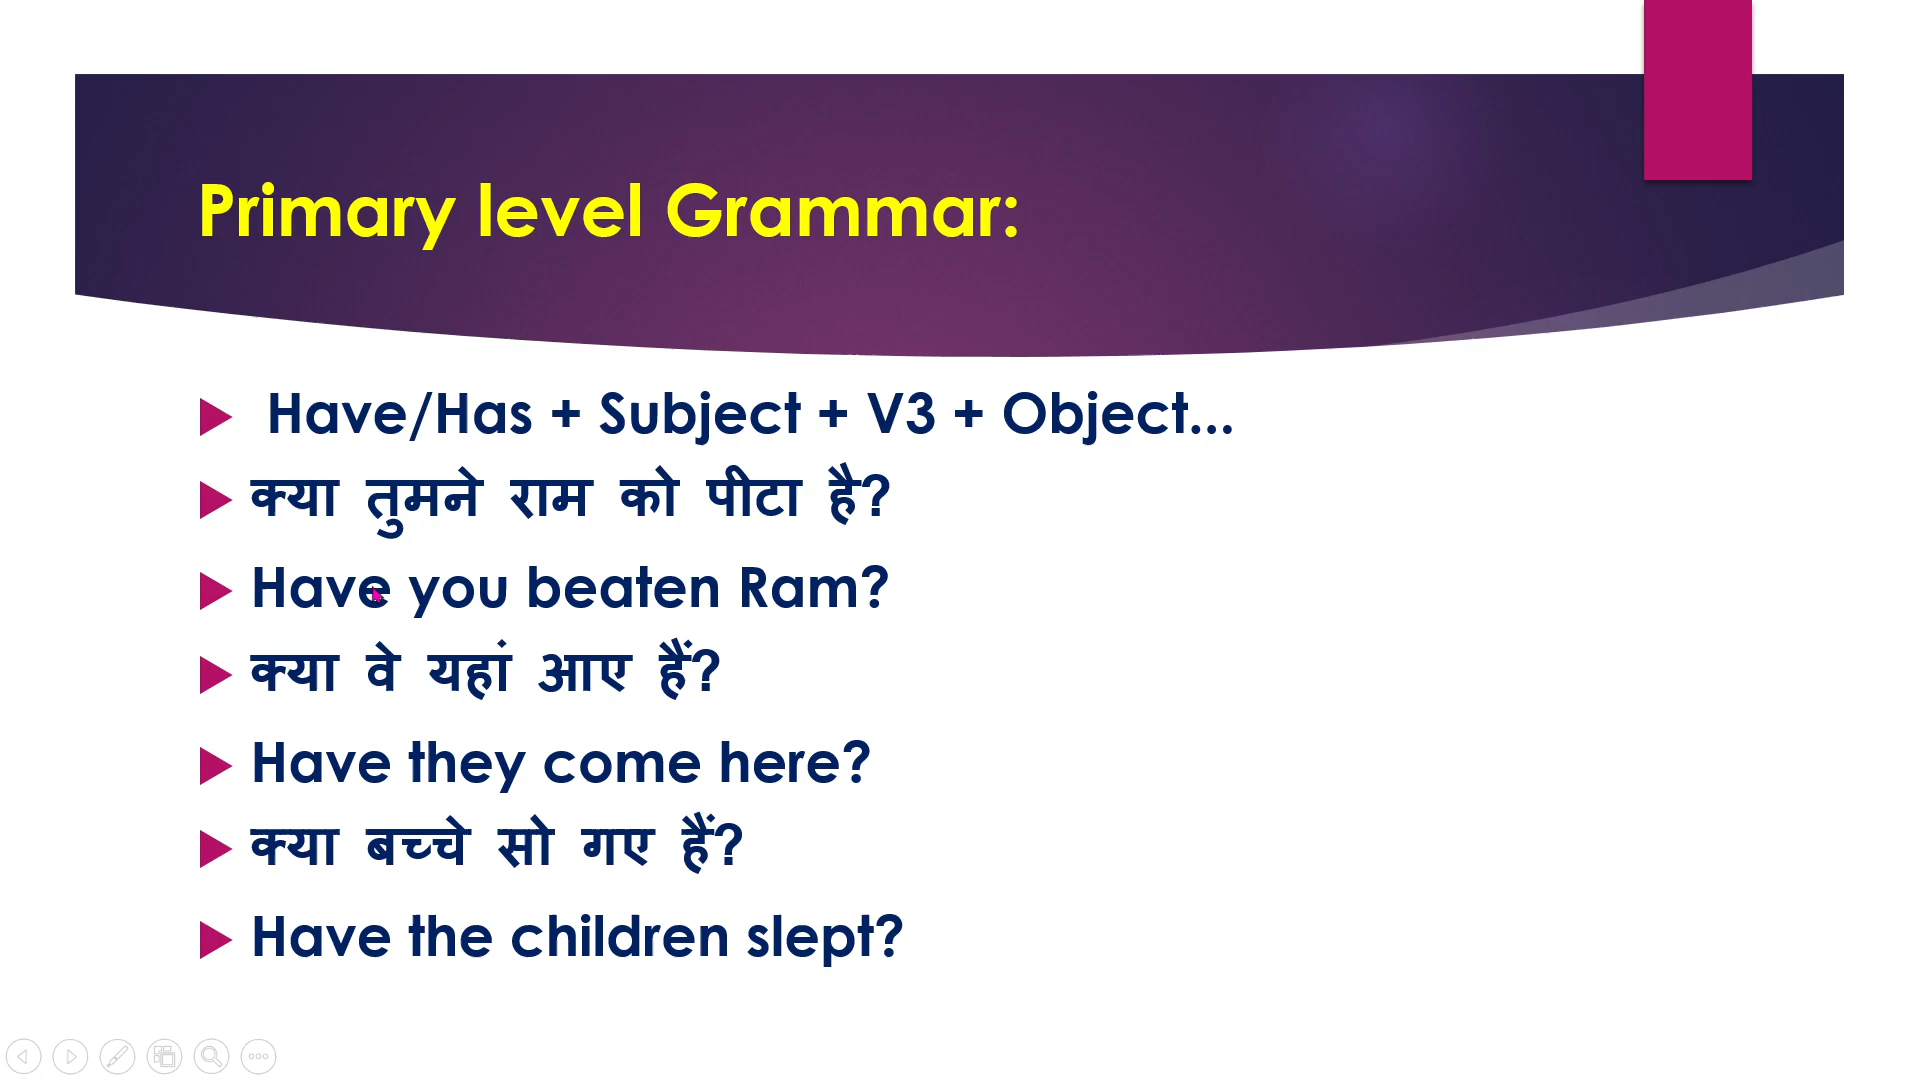 Primary level Grammar:
Have/Has + Subject + V3 + Object...
क्या तुमने राम को पीटा है?
Have you beaten Ram?
क्या वे यहां आए हैं?
Have they come here?
क्या बच्चे सो गए हैं?
Have the children slept?